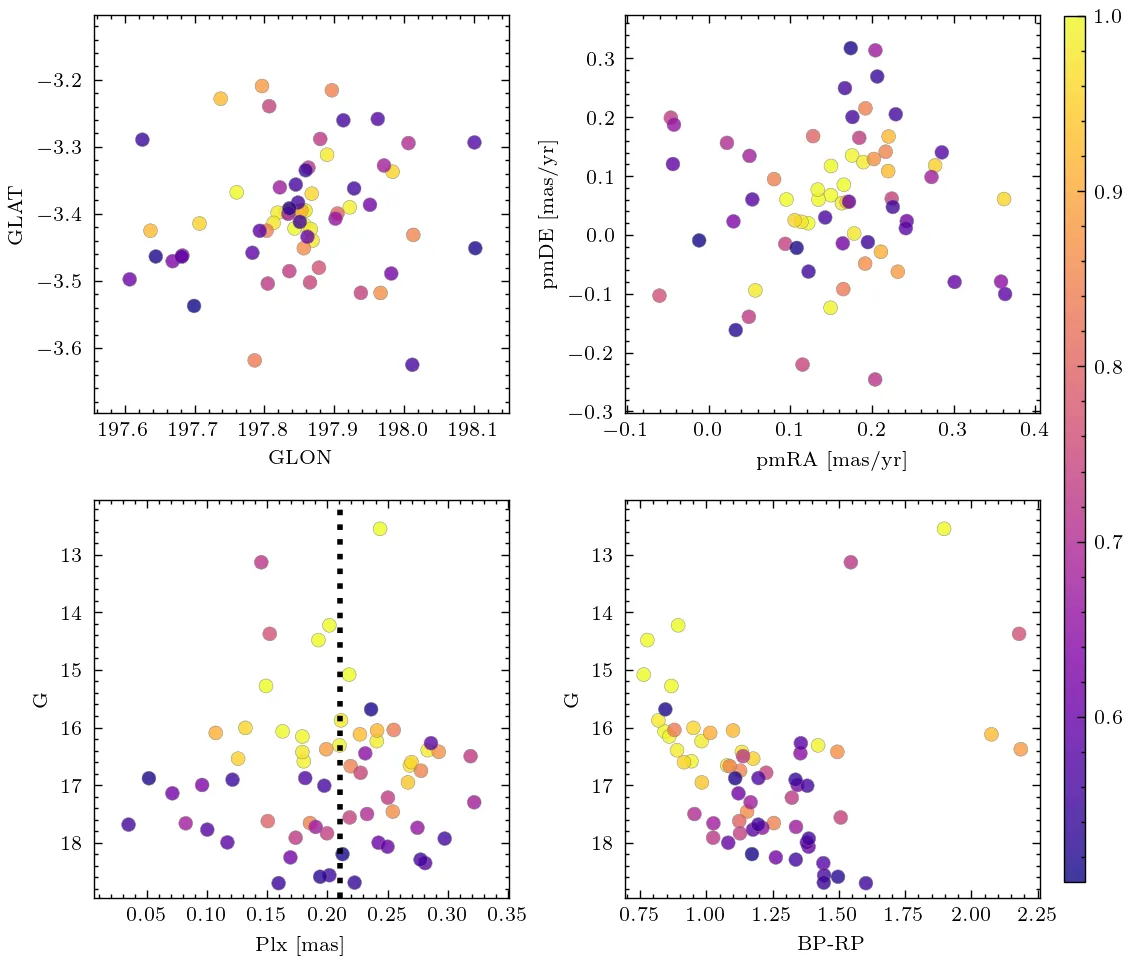 −3.2
−3.3
−3.4
−3.5
−3.6
GLAT
197.6 197.7 197.8 197.9 198.0 198.1
GLON
0.3
0.2
0.1
0.0
−0.1
−0.2
−0.3
pmDE [mas/yr]
−0.1 0.0 0.1 0.2 0.3 0.4
pmRA [mas/yr]
1.0
0.9
0.8
0.7
0.6
13
14
15
16
17
18
G
0.05 0.10 0.15 0.20 0.25 0.30 0.35
Plx [mas]
13
14
15
16
17
18
G
0.75 1.00 1.25 1.50 1.75 2.00 2.25
BP-RP